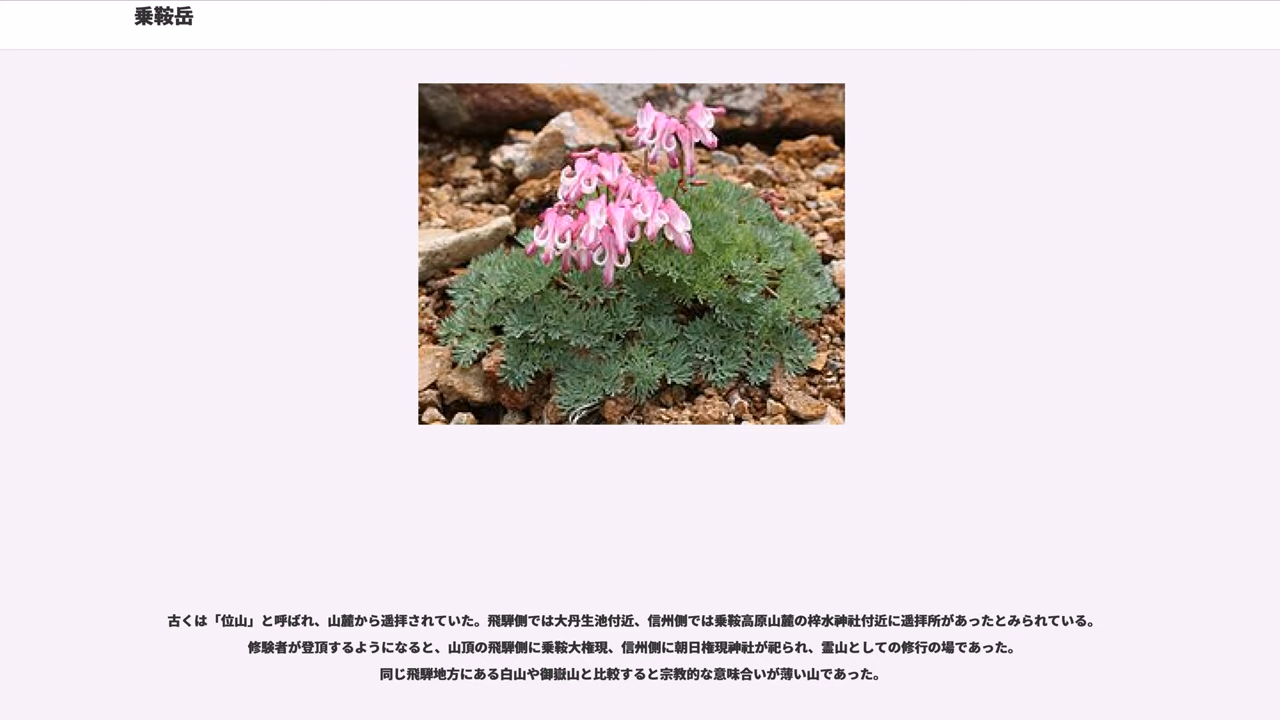 乗鞍岳
古くは「位山」と呼ばれ、山麓から遥拝されていた。飛騨側では大丹生池付近、信州側では乗鞍高原山麓の梓水神社付近に遥拝所があったとみられている。
修験者が登頂するようになると、山頂の飛騨側に乗鞍大権現、信州側に朝日権現神社が祀られ、霊山としての修行の場であった。
同じ飛騨地方にある白山や御嶽山と比較すると宗教的な意味合いが薄い山であった。